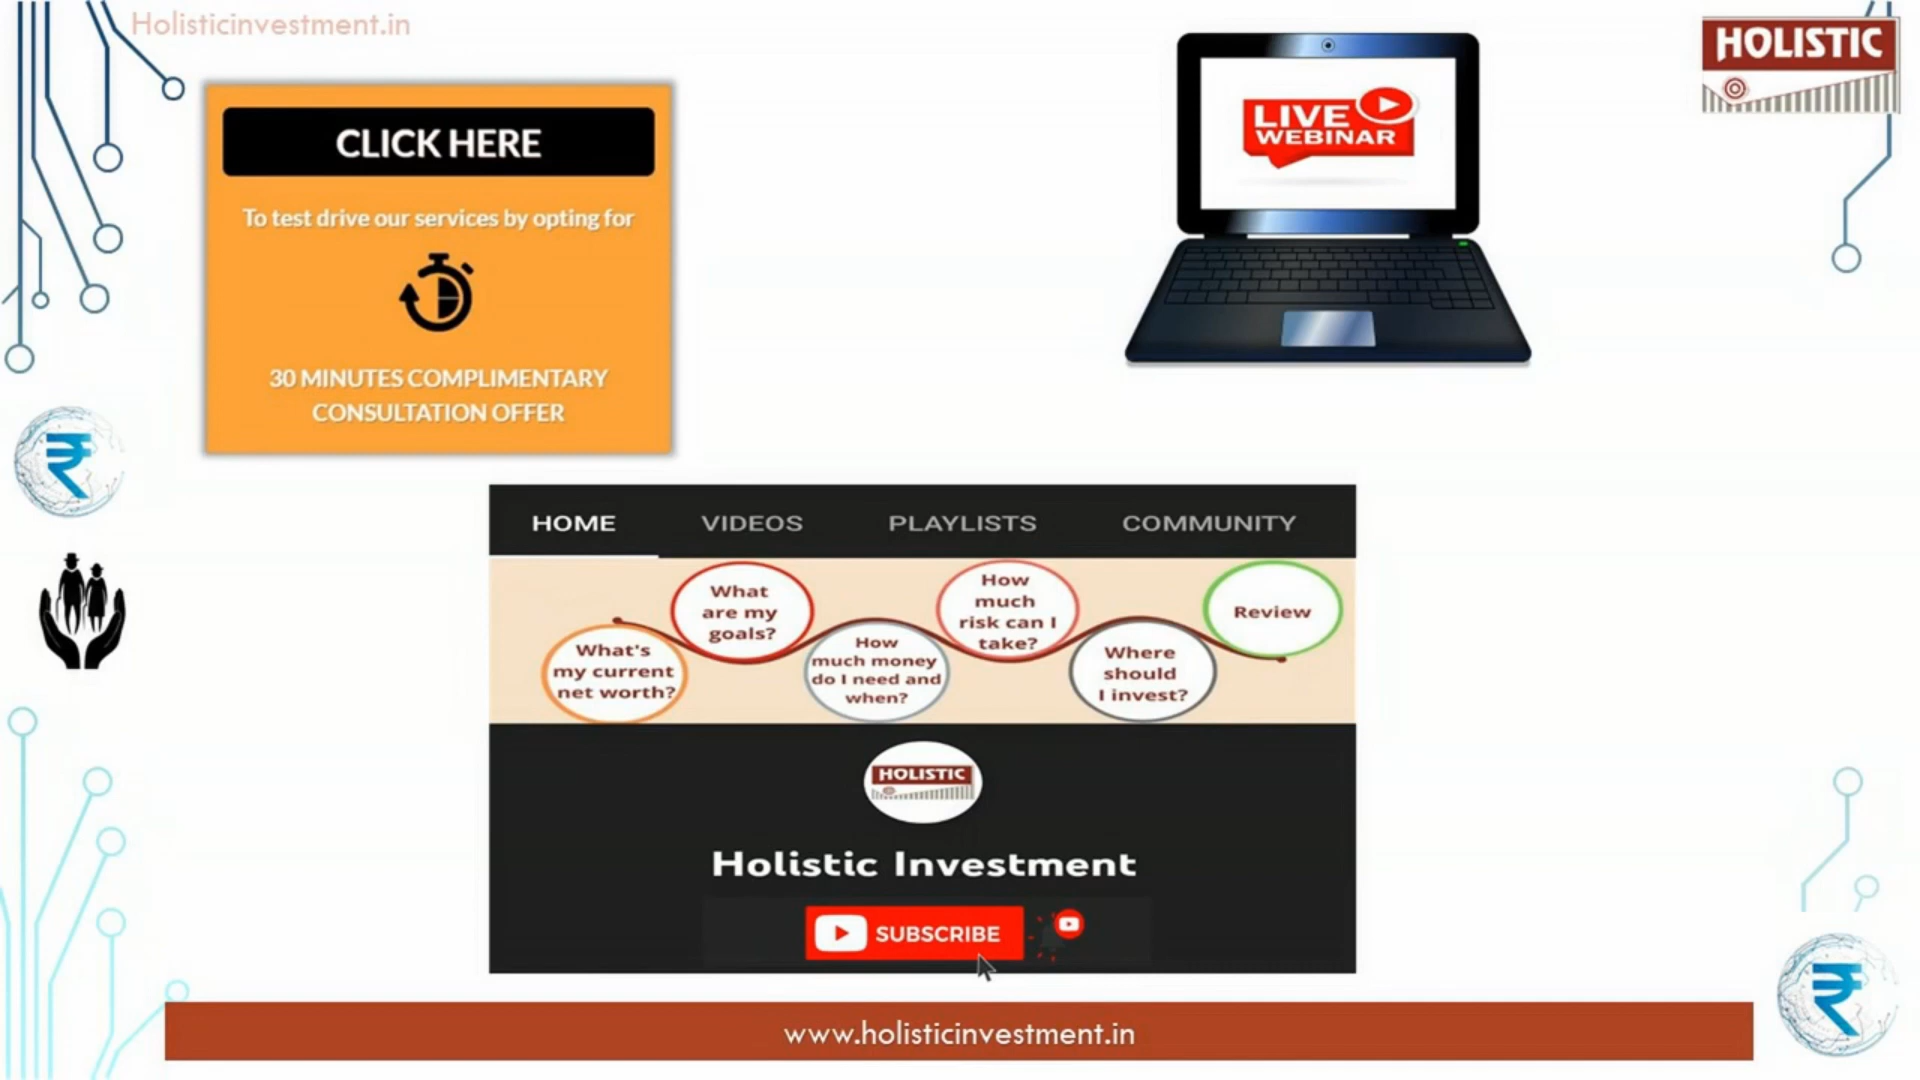 Holisticinvestment.in
HOLISTIC
CLICK HERE
To test drive our services by opting for
30 MINUTES COMPLIMENTARY
CONSULTATION OFFER
LIVE
WEBINAR
HOME VIDEOS PLAYLISTS COMMUNITY
What's
my current
net worth?
What
are my
goals?
How
much money
do I need and
when?
How
much
risk can I
take?
Where
should
I invest?
Review
HOLISTIC
Holistic Investment
SUBSCRIBE
www.holisticinvestment.in